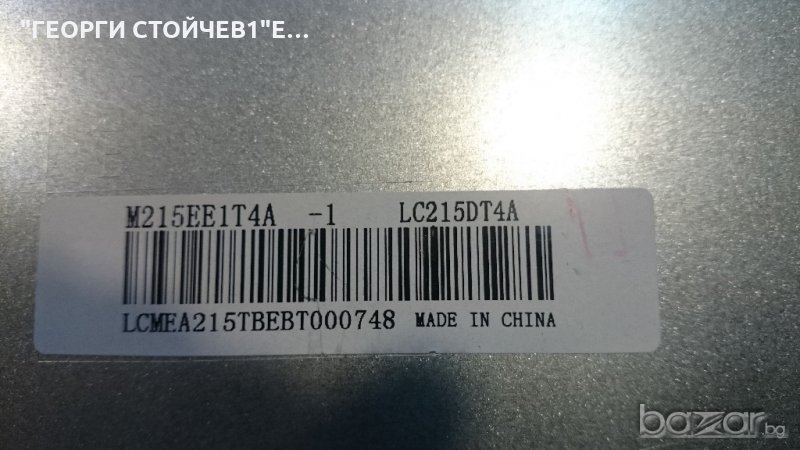 "ГЕОРГИ СТОЙЧЕВ1"Е...
M215EE1T4A -1 LC215DT4A
LCMEA215TBEBT000748 MADE IN CHINA
bazar.bg